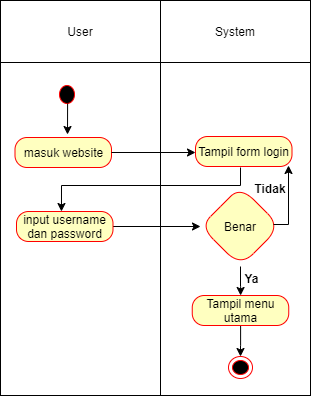 User
System
masuk website
Tampil form login
Tidak
input username
dan password
Benar
Ya
Tampil menu
utama